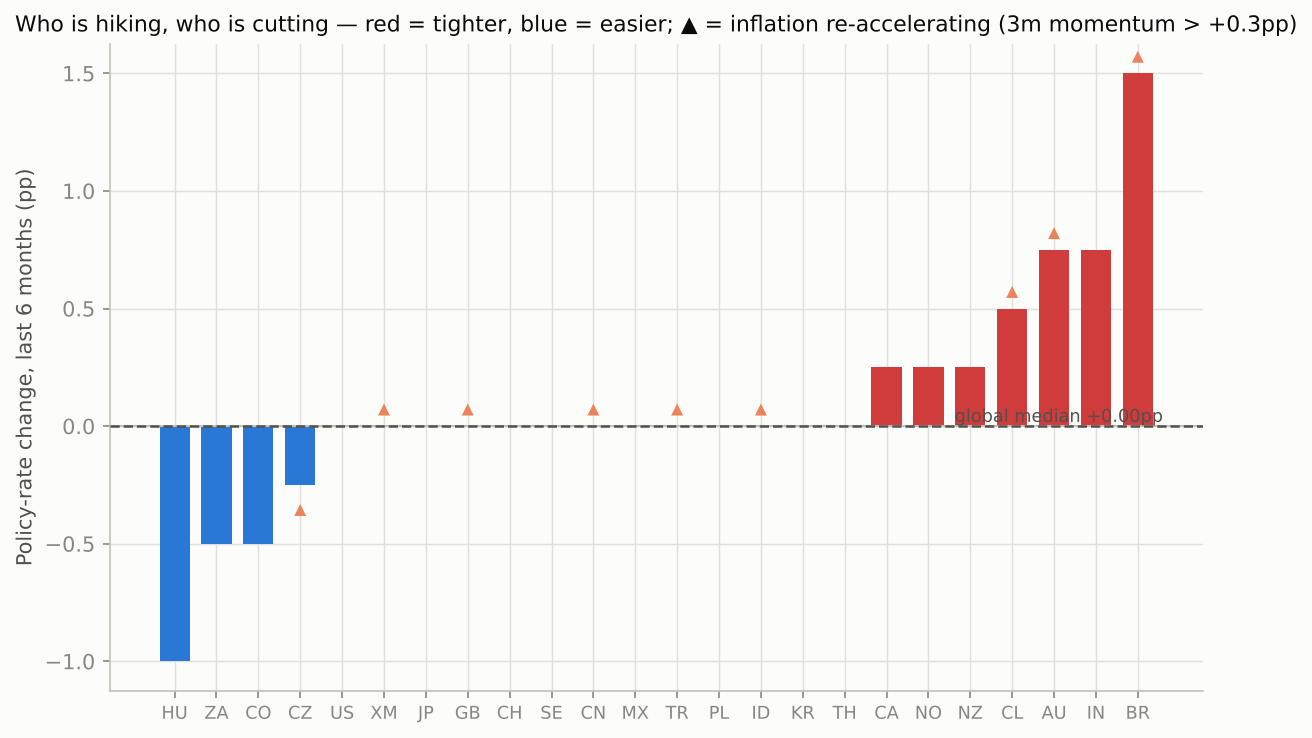 Who is hiking, who is cutting — red = tighter, blue = easier; ▲ = inflation re-accelerating (3m momentum > +0.3pp)
Policy-rate change, last 6 months (pp)
1.5
1.0
0.5
0.0
−0.5
−1.0
global median +0.00pp
HU ZA CO CZ US XM JP GB CH SE CN MX TR PL ID KR TH CA NO NZ CL AU IN BR